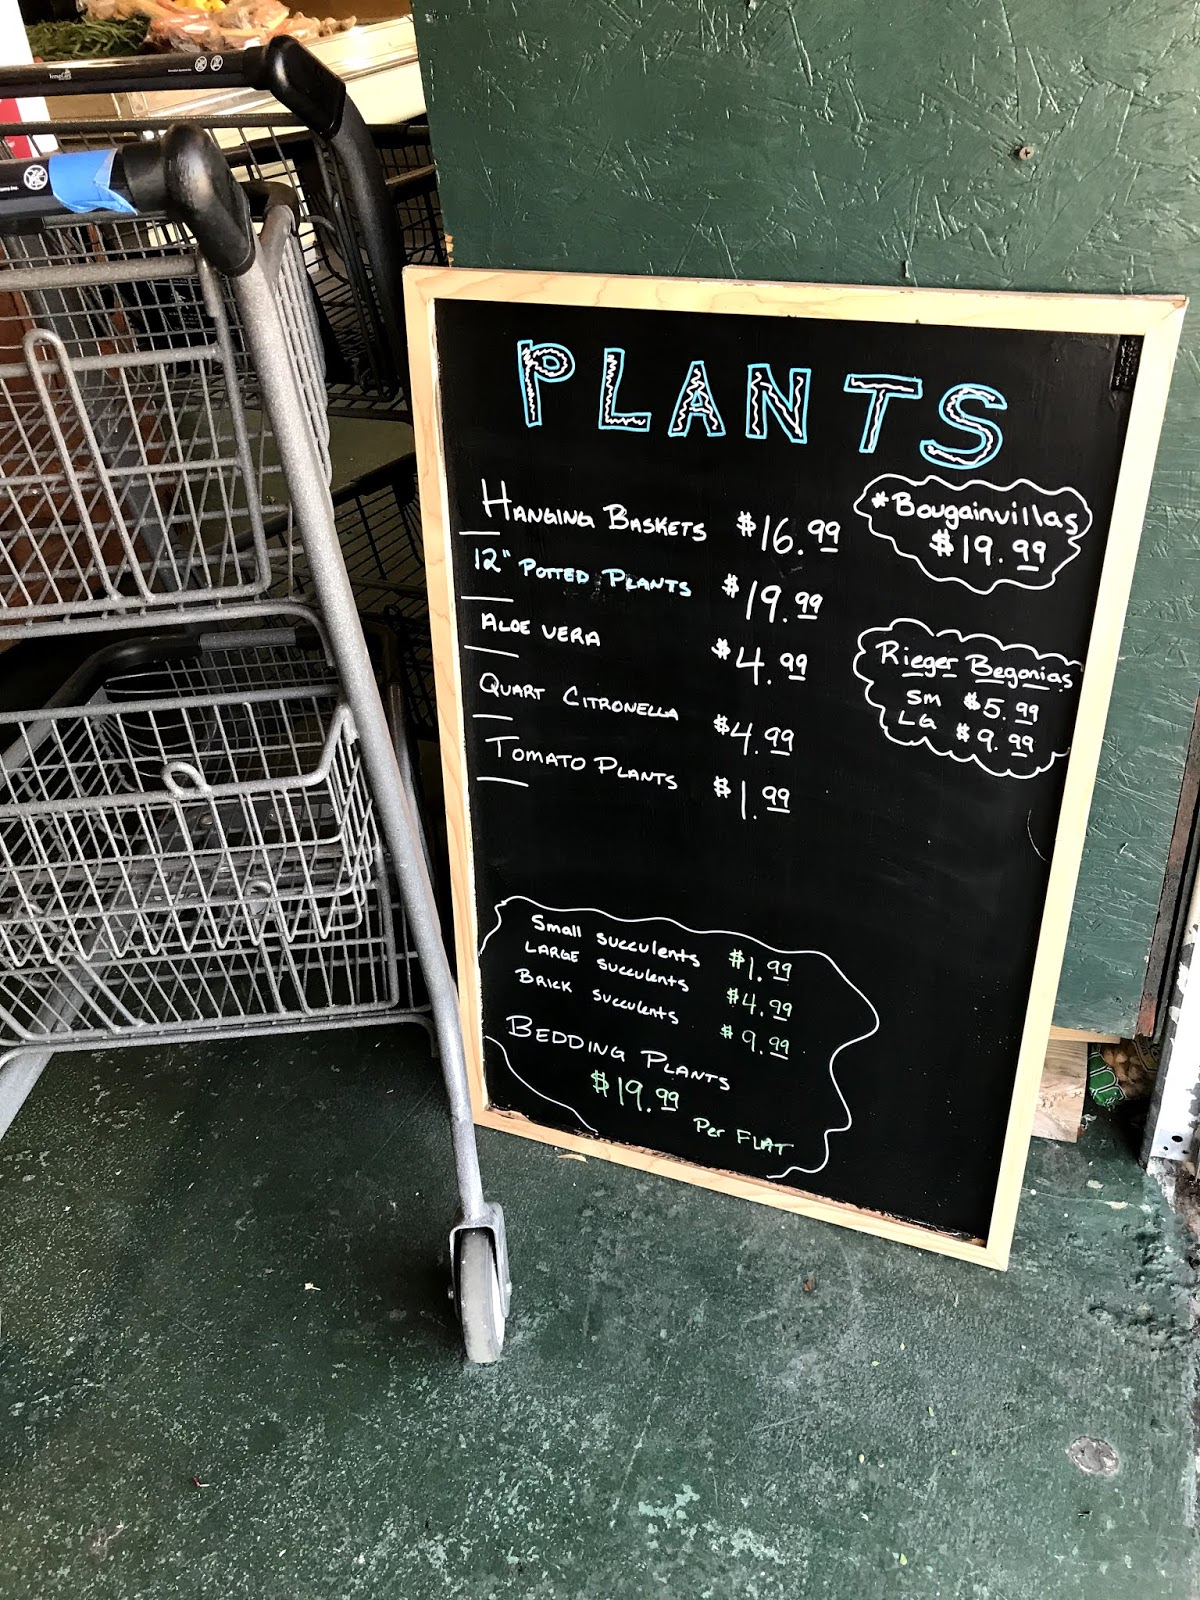 PLANTS
HANGING BASKETS $16.99
12" POTTED PLANTS $19.99
ALOE VERA $4.99
QUART CITRONELLA $4.99
TOMATO PLANTS $1.99
*Bougainvillas
$19.99
Rieger Begonias
SM $5.99
LG $9.99
Small succulents $1.99
LARGE succulents $4.99
BRICK succulents $9.99
BEDDING PLANTS
$19.99
Per FLAT